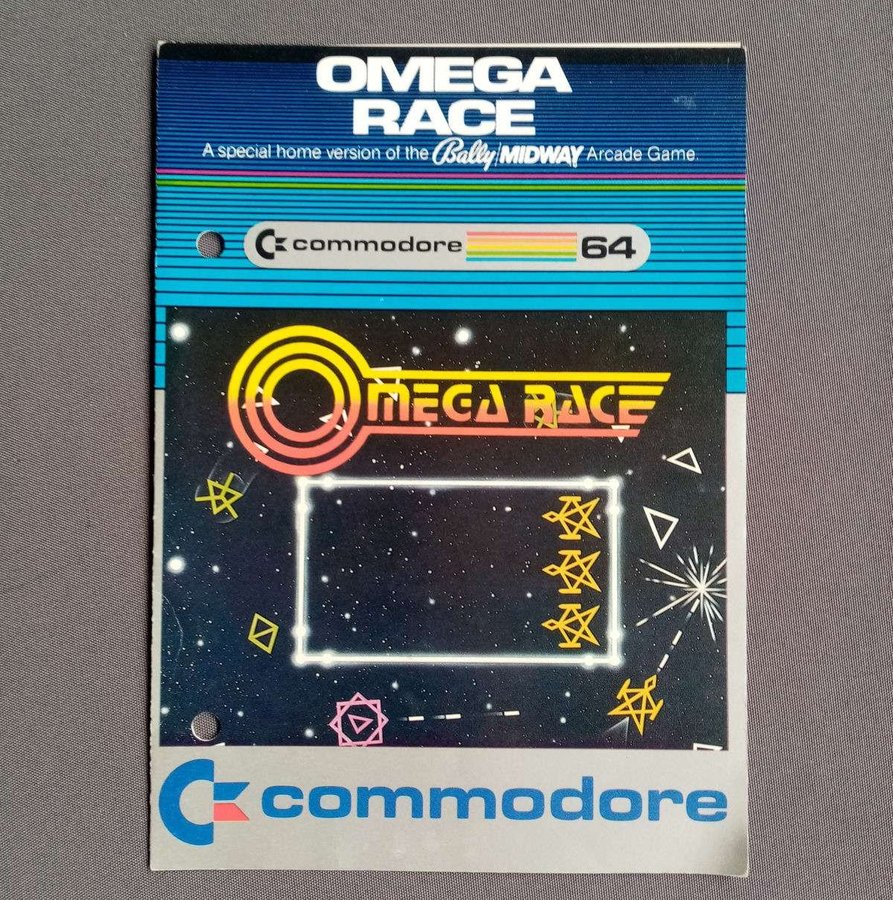 OMEGA
RACE
A special home version of the Bally/MIDWAY Arcade Game.
commodore 64
OMEGA RACE
commodore